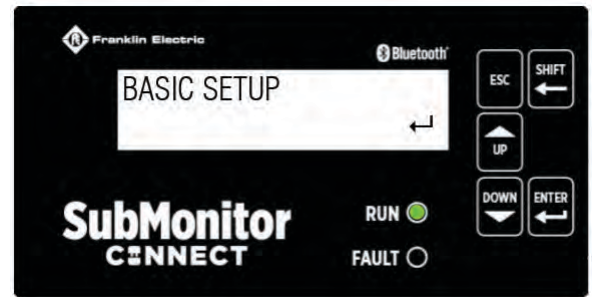 Franklin Electric
Bluetooth®
BASIC SETUP
ESC
SHIFT
UP
DOWN
ENTER
SubMonitor
CONNECT
RUN
FAULT